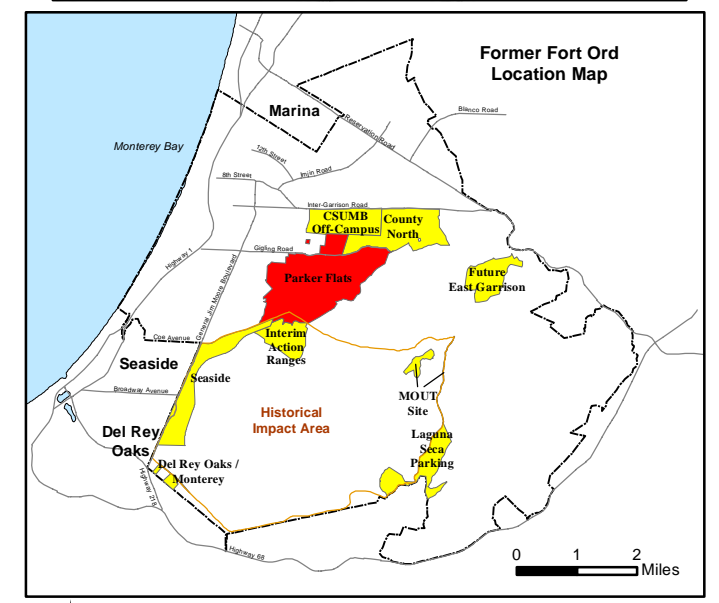 Former Fort Ord
Location Map
Marina
Blanco Road
Reservation Road
Monterey Bay
12th Street
Imjin Road
8th Street
Inter-Garrison Road
CSUMB
Off-Campus
County
North
Gigling Road
Highway 1
Parker Flats
Future
East Garrison
General Jim Moore Boulevard
Coe Avenue
Interim
Action
Ranges
Seaside
Seaside
Broadway Avenue
MOUT
Site
Historical
Impact Area
Del Rey
Oaks
Laguna
Seca
Parking
Del Rey Oaks /
Monterey
Highway 218
Highway 68
0 1 2
Miles